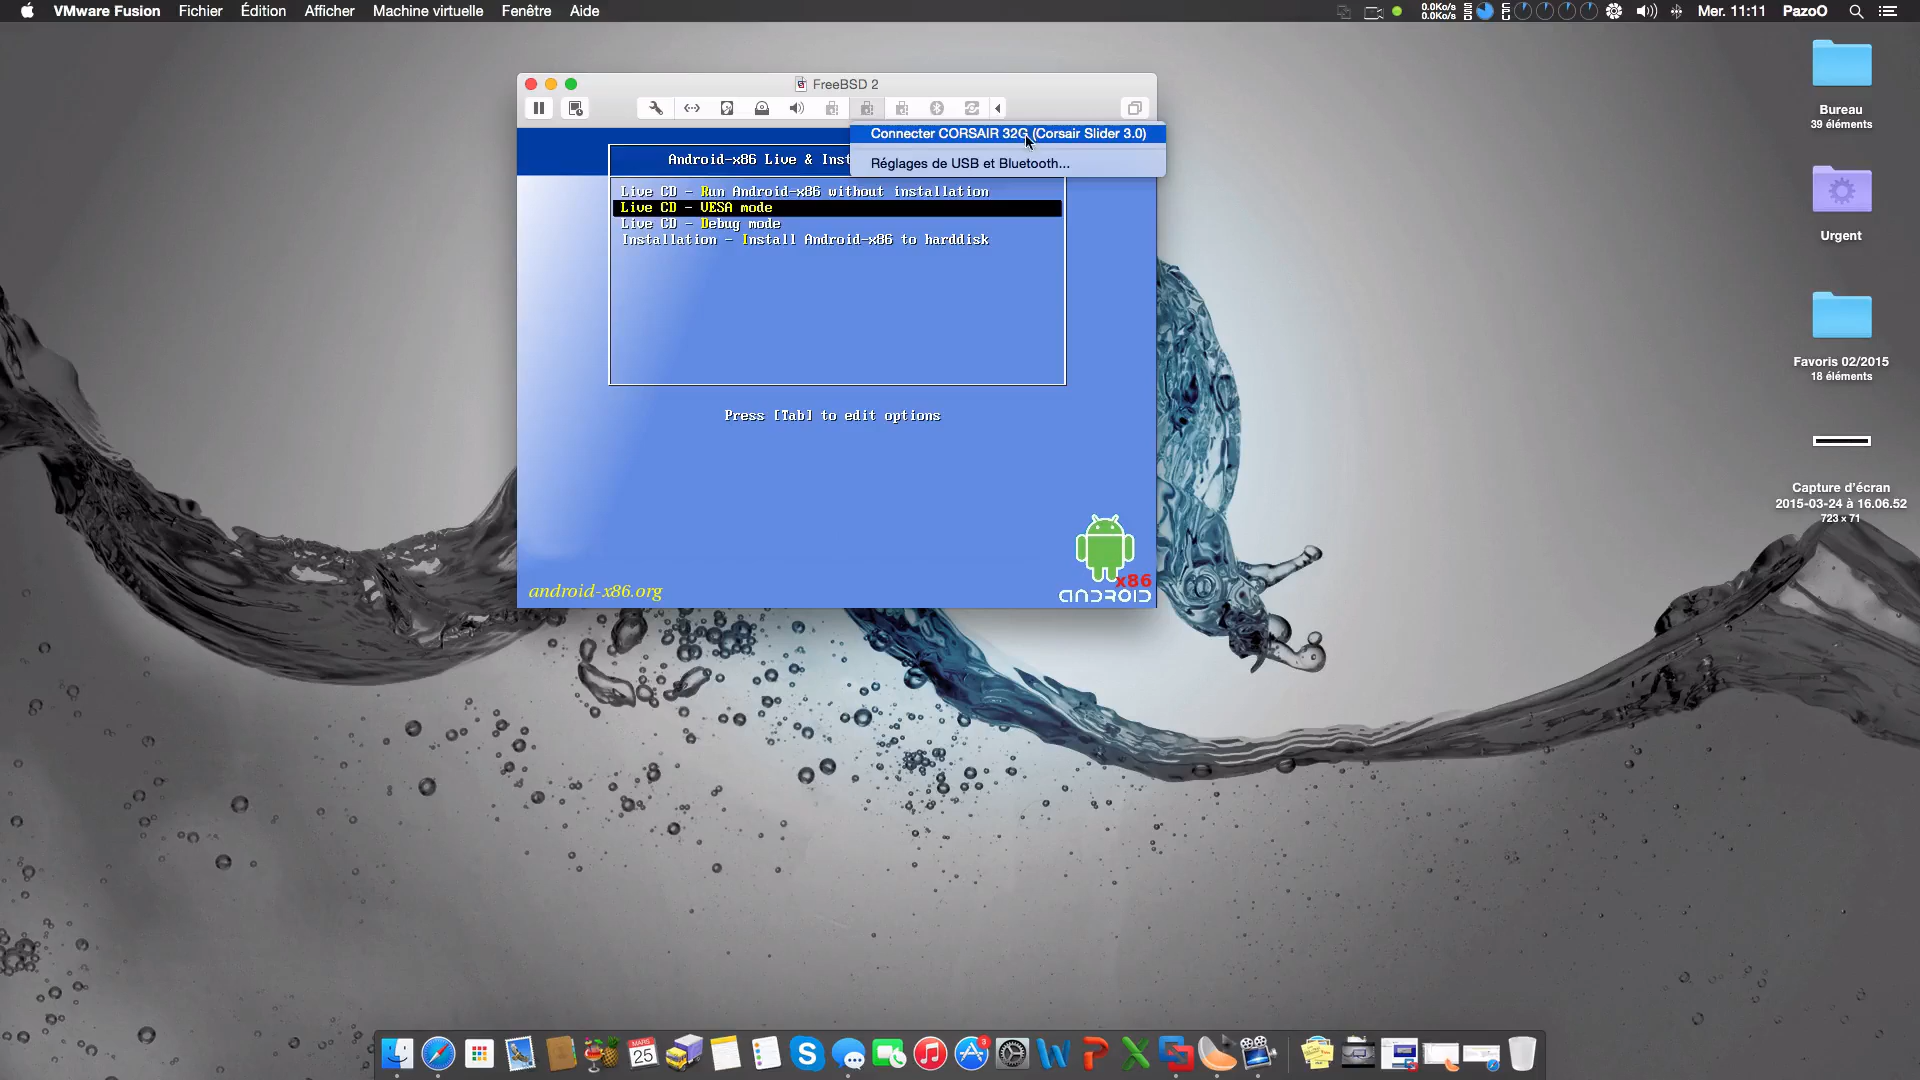 VMware Fusion Fichier Édition Afficher Machine virtuelle Fenêtre Aide
0.0Ko/s
0.0Ko/s
Mer. 11:11 PazoO
FreeBSD 2
Connecter CORSAIR 32G (Corsair Slider 3.0)
Réglages de USB et Bluetooth...
Android-x86 Live & Inst
Live CD - Run Android-x86 without installation
Live CD - VESA mode
Live CD - Debug mode
Installation - Install Android-x86 to harddisk
Press [Tab] to edit options
android-x86.org
x86
ANDROID
Bureau
39 éléments
Urgent
Favoris 02/2015
18 éléments
Capture d'écran
2015-03-24 à 16.06.52
723 x 71
MARS
25
3